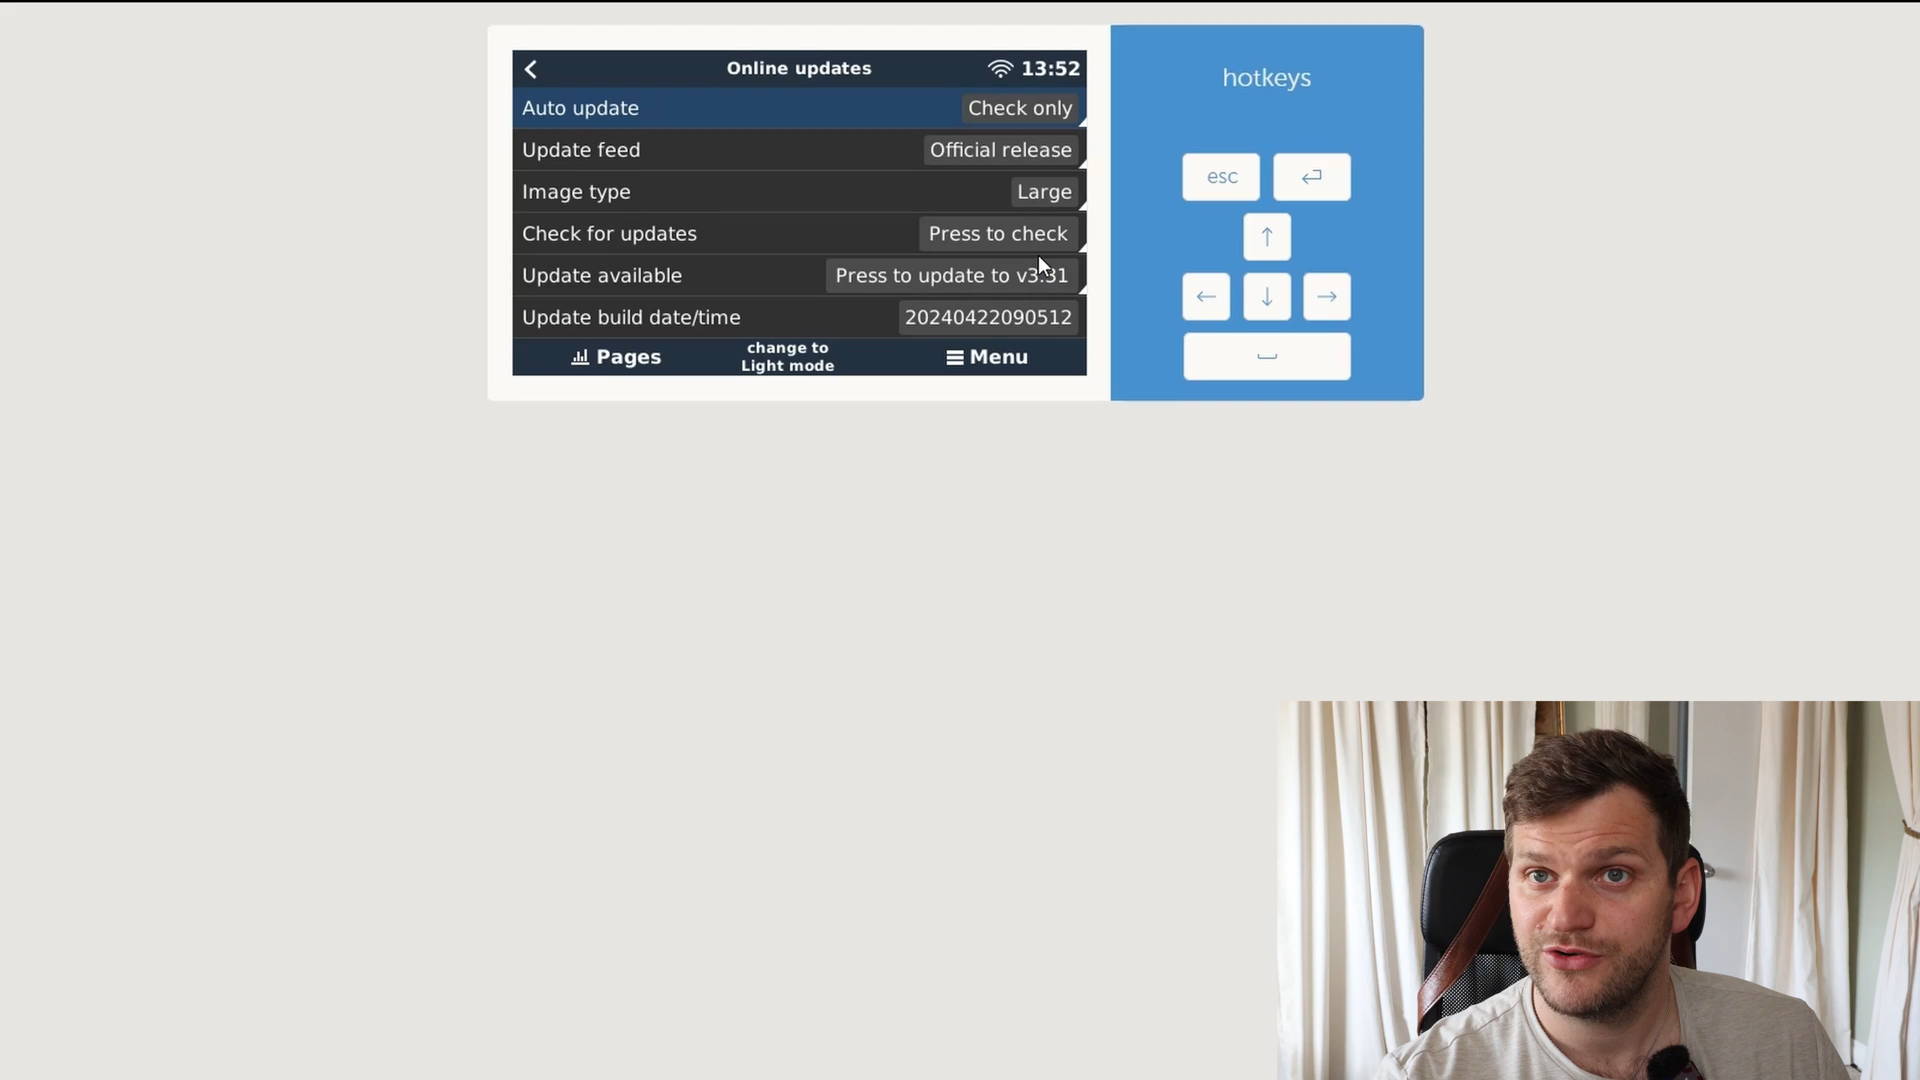 Online updates 13:52
Auto update Check only
Update feed Official release
Image type Large
Check for updates Press to check
Update available Press to update to v3.31
Update build date/time 20240422090512
Pages change to Light mode Menu
hotkeys
esc